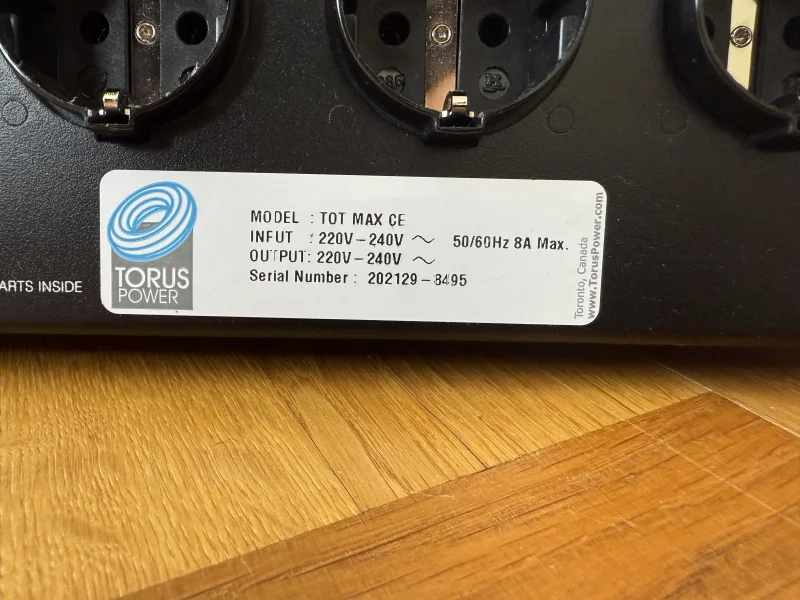 ARTS INSIDE
TORUS
POWER
MODEL : TOT MAX CE
INPUT : 220V – 240V ~ 50/60Hz 8A Max.
OUTPUT: 220V – 240V ~
Serial Number : 202129 – 8495
Toronto, Canada
www.TorusPower.com